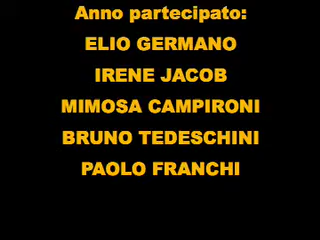 Anno partecipato:
ELIO GERMANO
IRENE JACOB
MIMOSA CAMPIRONI
BRUNO TEDESCHINI
PAOLO FRANCHI